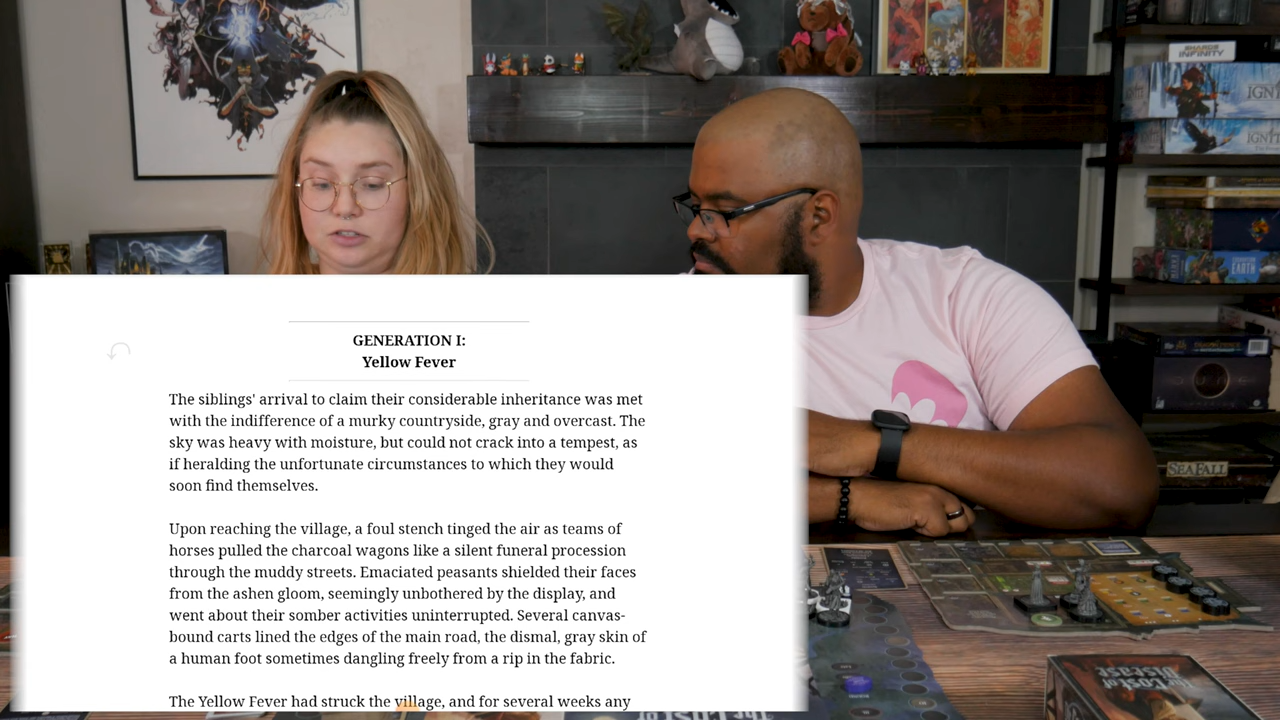 GENERATION I:
Yellow Fever
The siblings' arrival to claim their considerable inheritance was met
with the indifference of a murky countryside, gray and overcast. The
sky was heavy with moisture, but could not crack into a tempest, as
if heralding the unfortunate circumstances to which they would
soon find themselves.
Upon reaching the village, a foul stench tinged the air as teams of
horses pulled the charcoal wagons like a silent funeral procession
through the muddy streets. Emaciated peasants shielded their faces
from the ashen gloom, seemingly unbothered by the display, and
went about their somber activities uninterrupted. Several canvas-
bound carts lined the edges of the main road, the dismal, gray skin of
a human foot sometimes dangling freely from a rip in the fabric.
The Yellow Fever had struck the village, and for several weeks any
SHARDS
INFINITY
IGNI
IGNI
EARTH
DUNE
SEAFALL